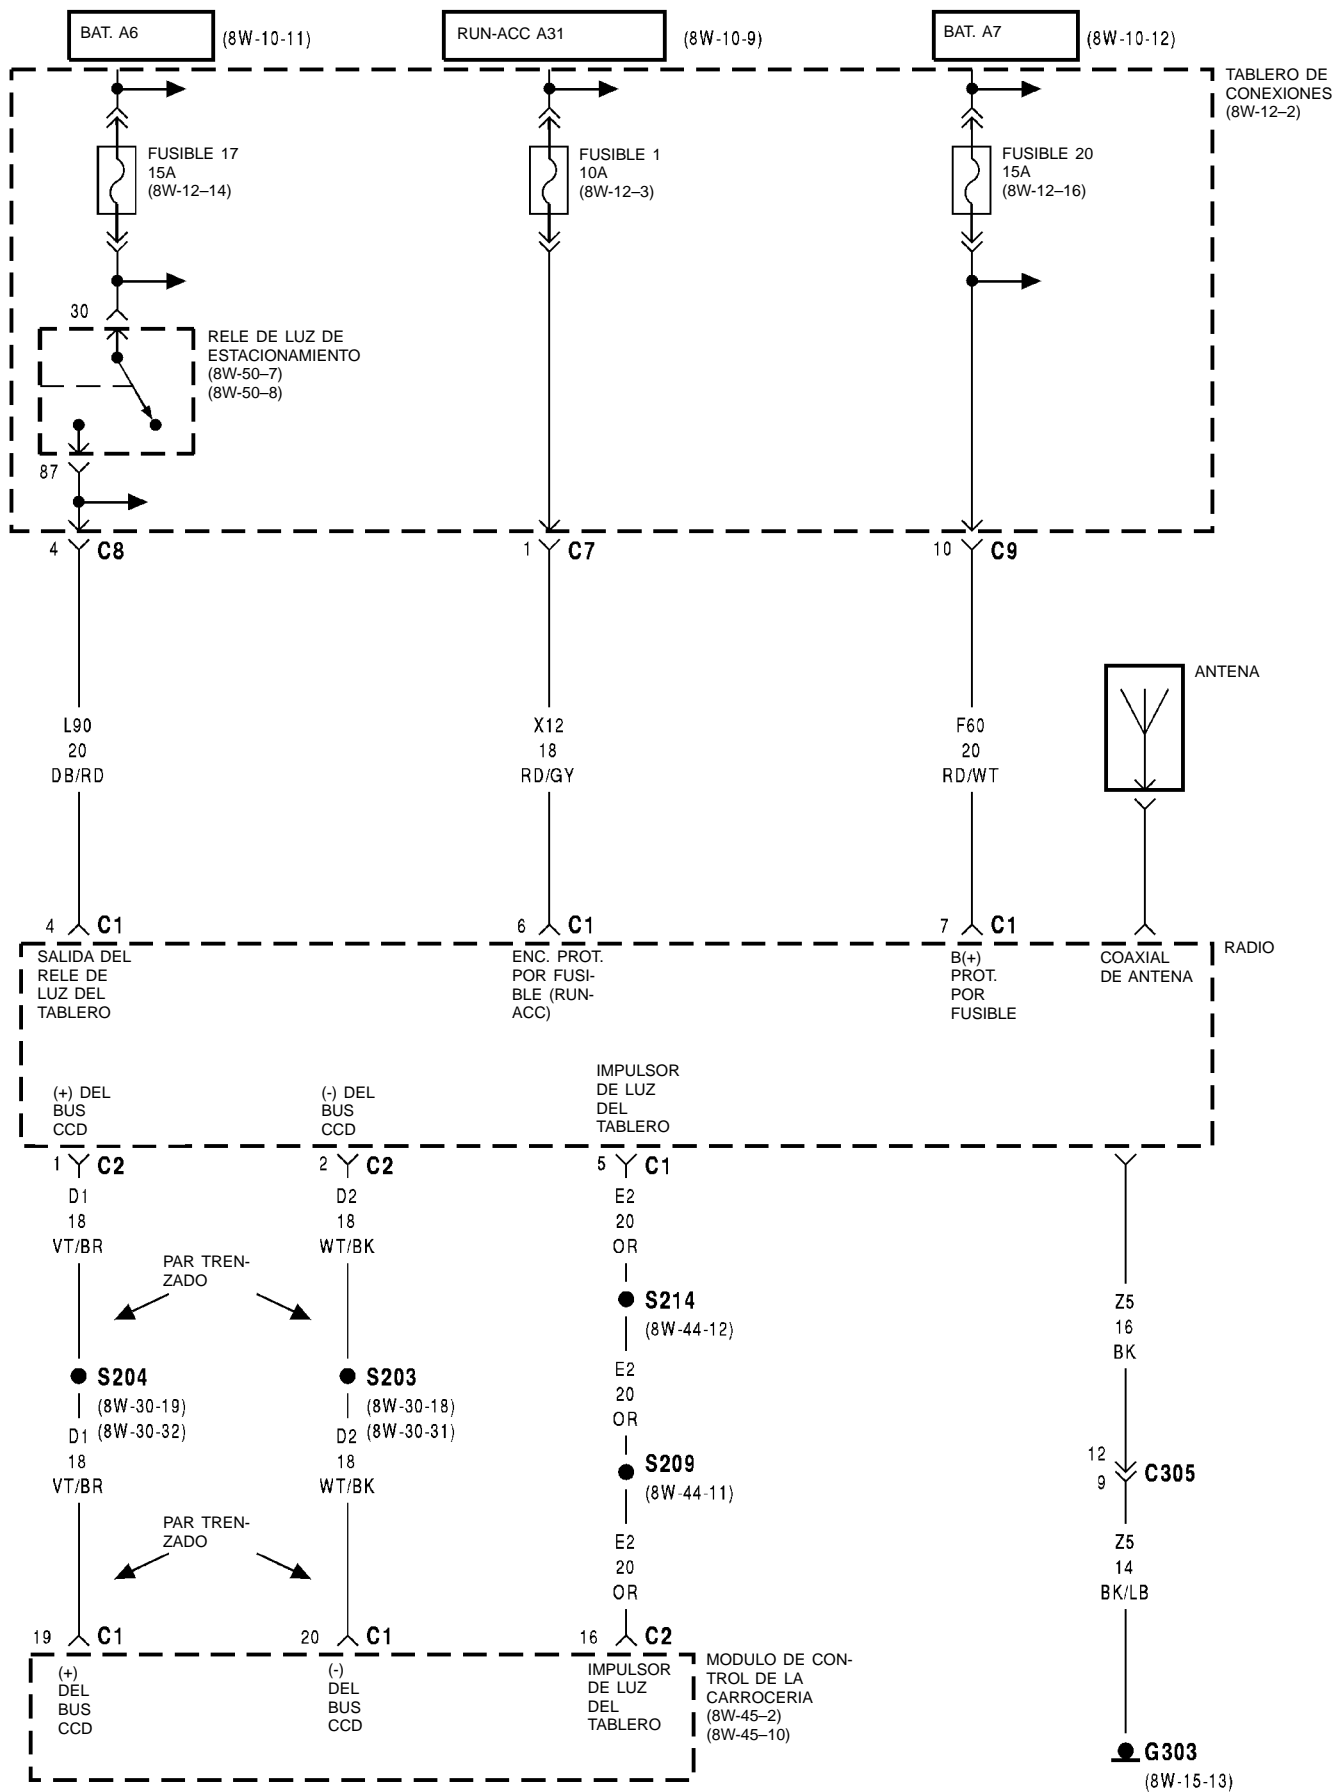 BAT. A6
(8W-10-11)
RUN-ACC A31
(8W-10-9)
BAT. A7
(8W-10-12)
TABLERO DE
CONEXIONES
(8W-12–2)
FUSIBLE 17
15A
(8W-12–14)
FUSIBLE 1
10A
(8W-12–3)
FUSIBLE 20
15A
(8W-12–16)
30
RELE DE LUZ DE
ESTACIONAMIENTO
(8W-50–7)
(8W-50–8)
87
4 C8
1 C7
10 C9
ANTENA
L90
20
DB/RD
X12
18
RD/GY
F60
20
RD/WT
4 C1
6 C1
7 C1
RADIO
SALIDA DEL
RELE DE
LUZ DEL
TABLERO
ENC. PROT.
POR FUSI-
BLE (RUN-
ACC)
B(+)
PROT.
POR
FUSIBLE
COAXIAL
DE ANTENA
(+) DEL
BUS
CCD
(-) DEL
BUS
CCD
IMPULSOR
DE LUZ
DEL
TABLERO
1 C2
2 C2
5 C1
D1
18
VT/BR
D2
18
WT/BK
E2
20
OR
PAR TREN-
ZADO
S214
(8W-44-12)
Z5
16
BK
S204
(8W-30-19)
(8W-30-32)
S203
(8W-30-18)
(8W-30-31)
E2
20
OR
D1
18
VT/BR
D2
18
WT/BK
S209
(8W-44-11)
12
9
C305
PAR TREN-
ZADO
E2
20
OR
Z5
14
BK/LB
19 C1
20 C1
16 C2
(+)
DEL
BUS
CCD
(-)
DEL
BUS
CCD
IMPULSOR
DE LUZ
DEL
TABLERO
MODULO DE CON-
TROL DE LA
CARROCERIA
(8W-45–2)
(8W-45–10)
G303
(8W-15-13)